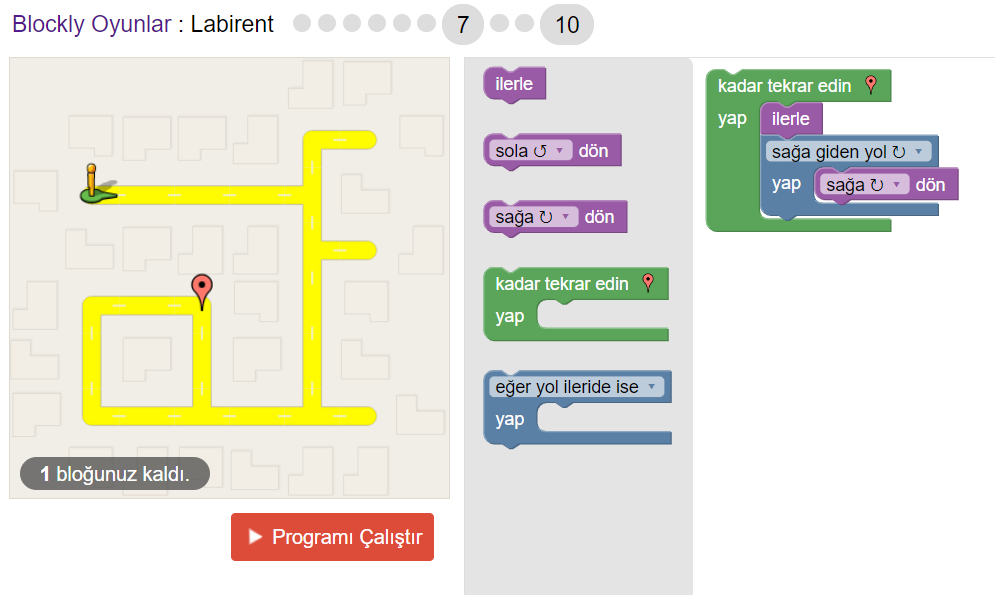 Blockly Oyunlar : Labirent 7 10
ilerle
sola ↺ ▾ dön
sağa ↻ ▾ dön
kadar tekrar edin
yap
eğer yol ileride ise ▾
yap
kadar tekrar edin
yap ilerle
sağa giden yol ↻ ▾
yap sağa ↻ ▾ dön
1 bloğunuz kaldı.
Programı Çalıştır